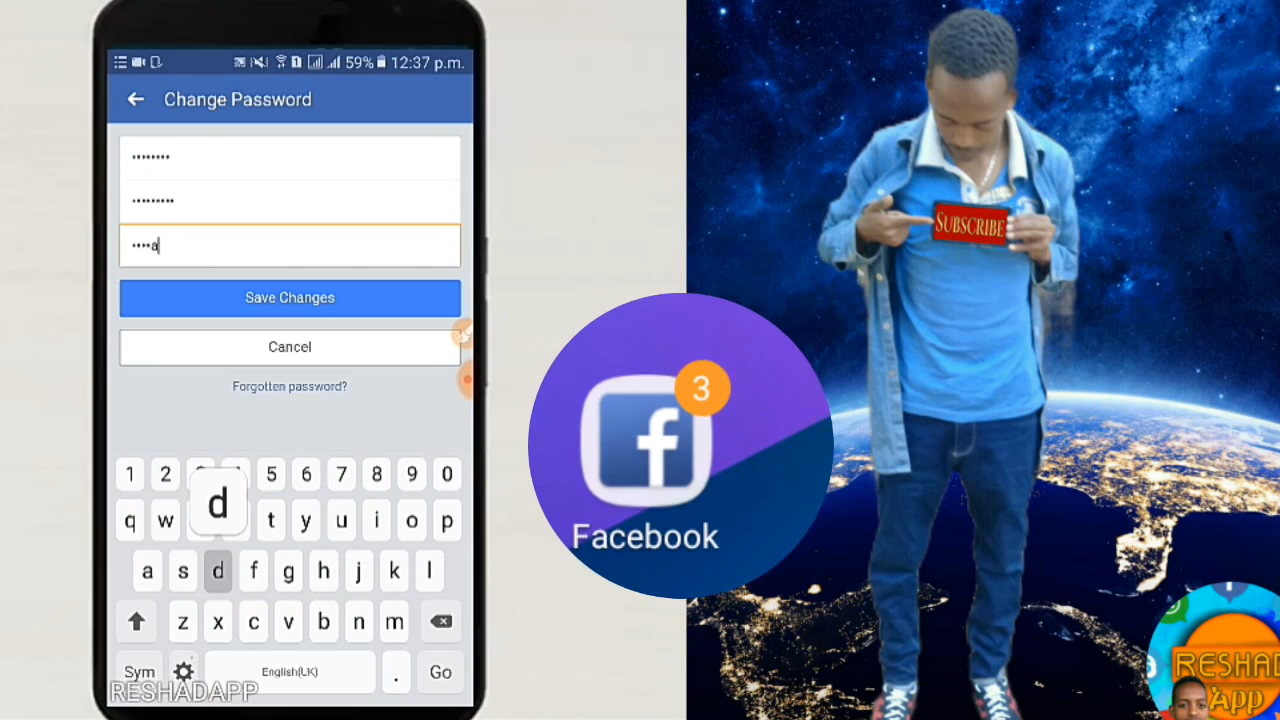 59% 12:37 p.m.
Change Password
••••••••
•••••••••
••••a
Save Changes
Cancel
Forgotten password?
1 2 5 6 7 8 9 0
d
q w t y u i o p
a s d f g h j k l
z x c v b n m
Sym English(UK) . Go
RESHADAPP
3
Facebook
SUBSCRIBE
RESHAD
አpp